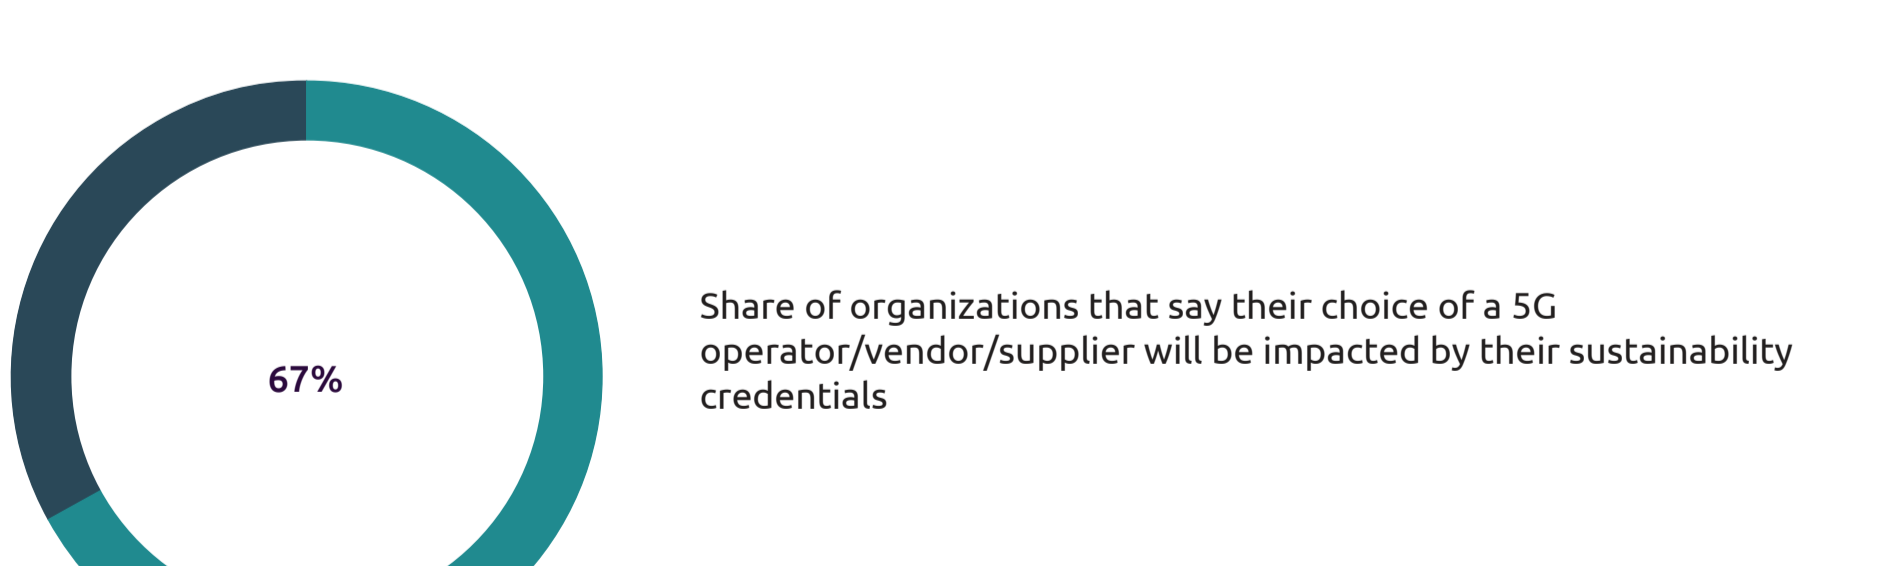 67%
Share of organizations that say their choice of a 5G
operator/vendor/supplier will be impacted by their sustainability
credentials